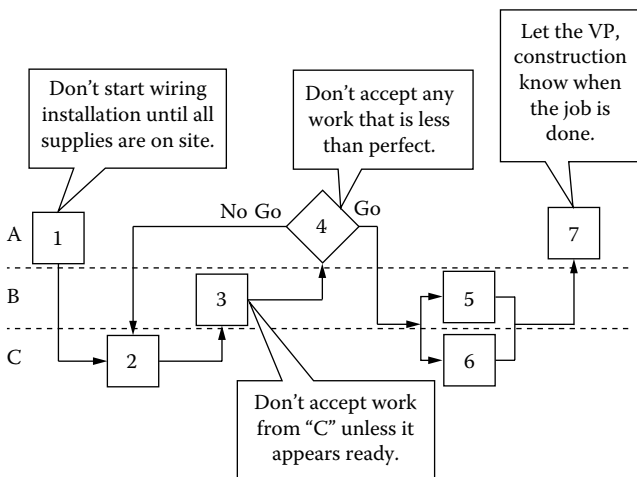 Don't start wiring
installation until all
supplies are on site.
Don't accept any
work that is less
than perfect.
Let the VP,
construction
know when
the job is
done.
No Go
Go
A
1
4
7
B
3
5
C
2
6
Don't accept work
from “C” unless it
appears ready.